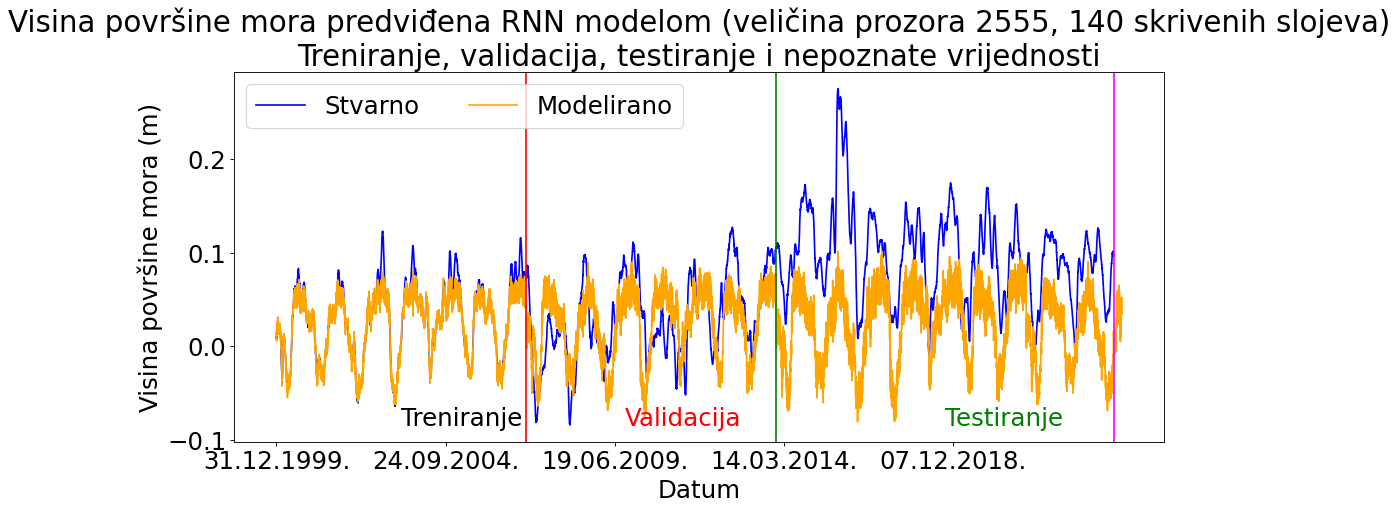 Visina površine mora predviđena RNN modelom (veličina prozora 2555, 140 skrivenih slojeva)
Treniranje, validacija, testiranje i nepoznate vrijednosti
Stvarno Modelirano
Visina površine mora (m)
0.2
0.1
0.0
−0.1
Treniranje Validacija Testiranje
31.12.1999. 24.09.2004. 19.06.2009. 14.03.2014. 07.12.2018.
Datum